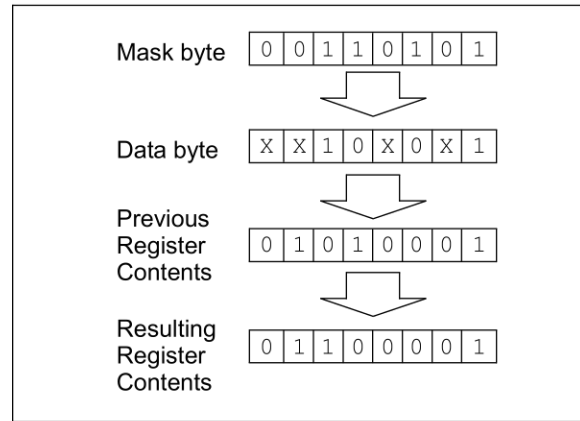 Mask byte 0 0 1 1 0 1 0 1
Data byte X X 1 0 X 0 X 1
Previous
Register 0 1 0 1 0 0 0 1
Contents
Resulting
Register 0 1 1 0 0 0 0 1
Contents